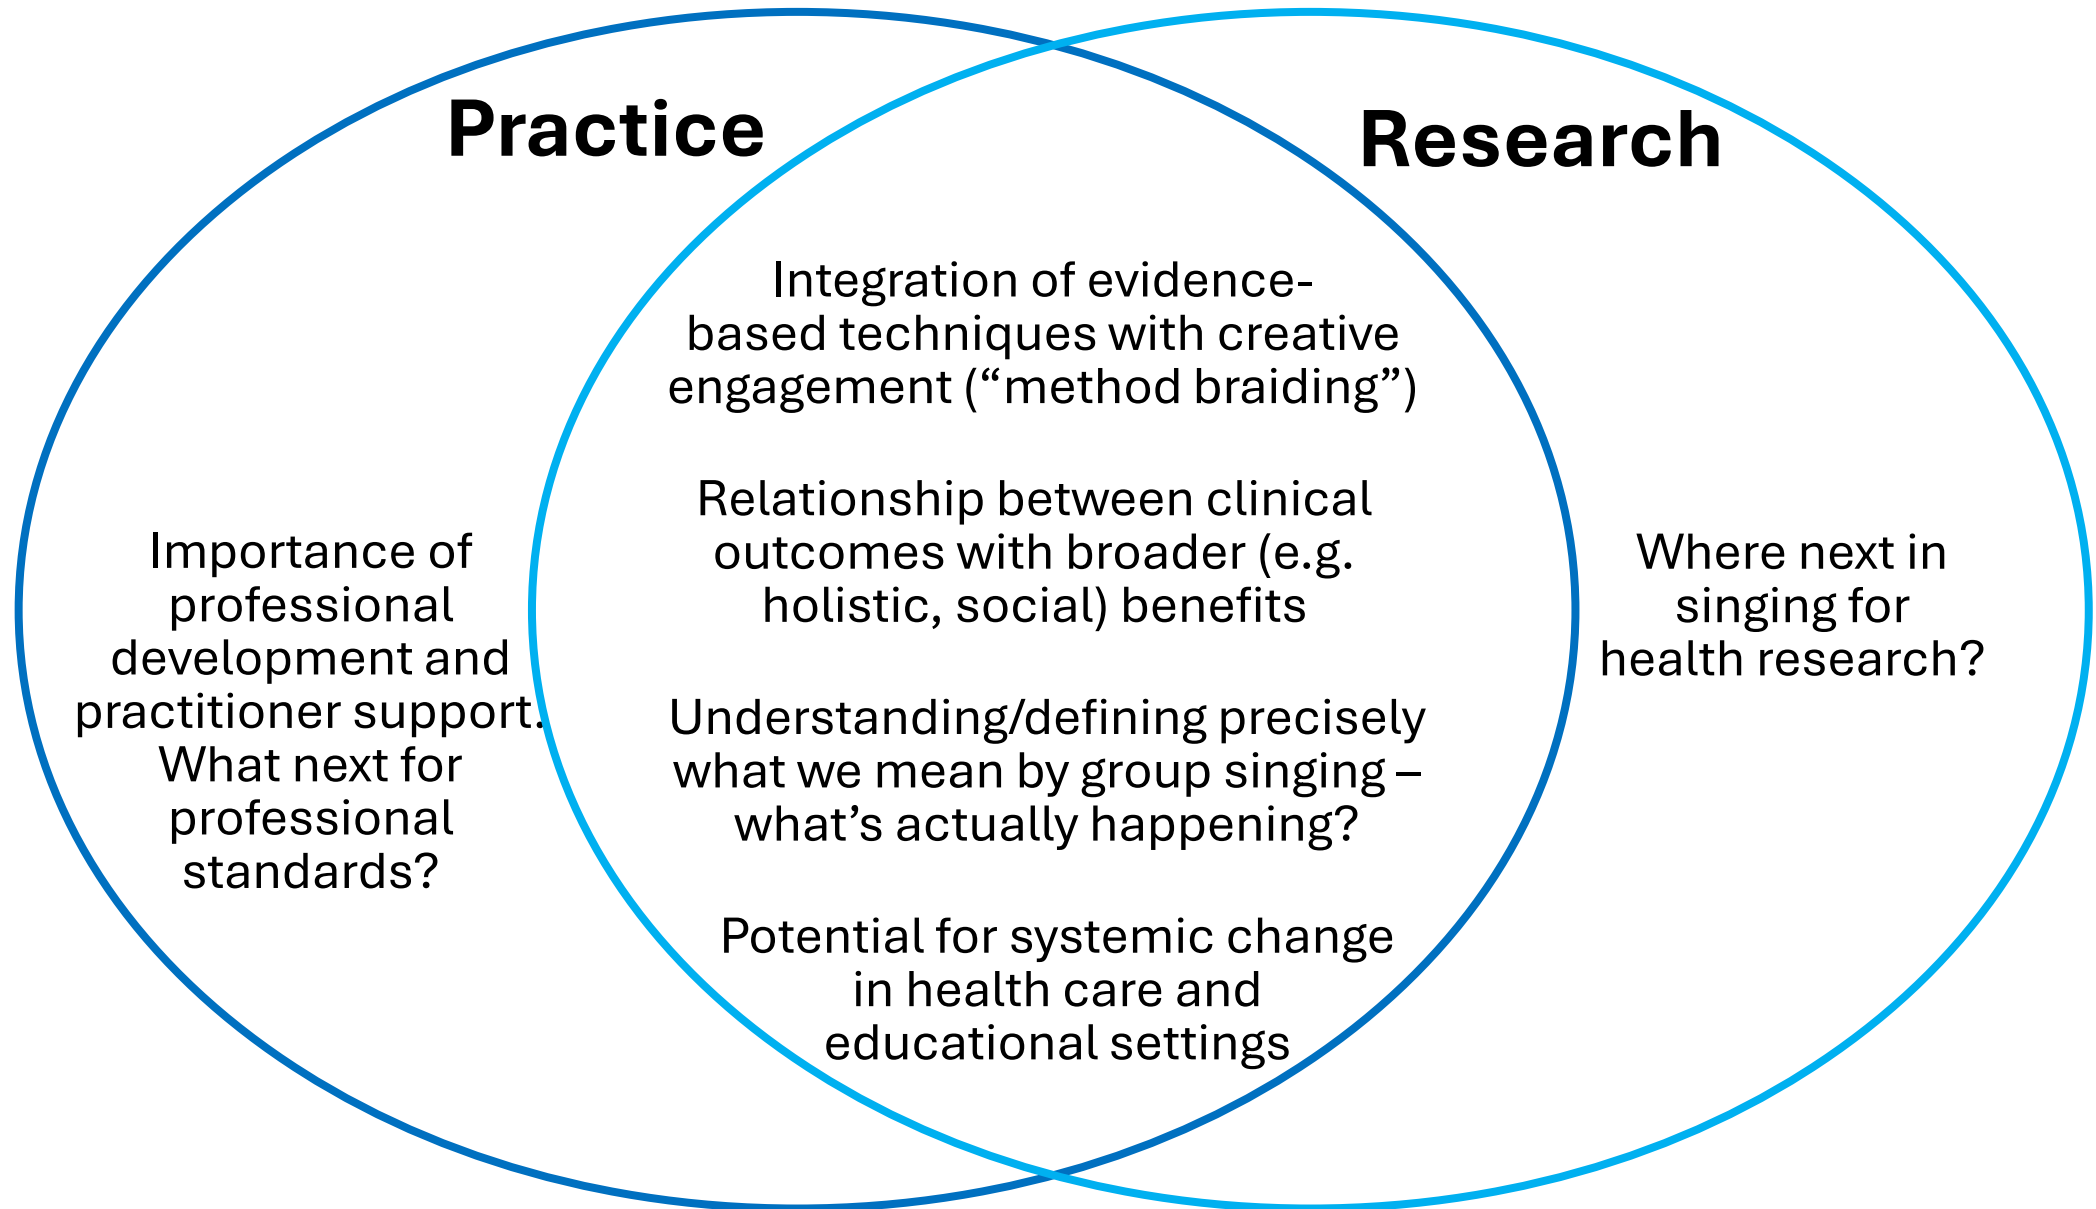 Practice
Research
Integration of evidence-
based techniques with creative
engagement (“method braiding”)
Relationship between clinical
outcomes with broader (e.g.
holistic, social) benefits
Understanding/defining precisely
what we mean by group singing –
what’s actually happening?
Potential for systemic change
in health care and
educational settings
Importance of
professional
development and
practitioner support.
What next for
professional
standards?
Where next in
singing for
health research?